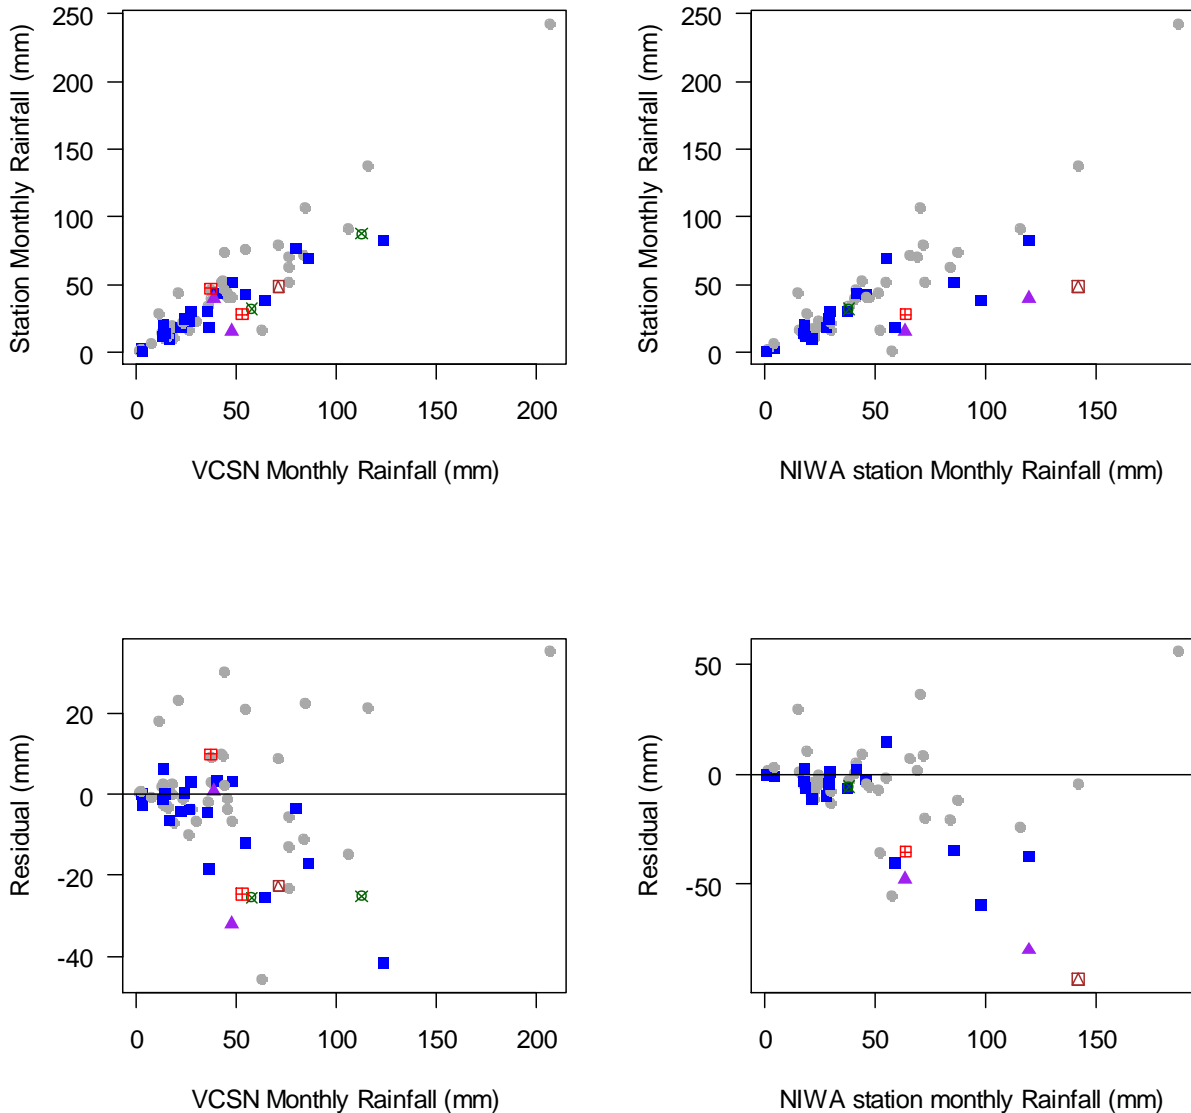 250
200
150
100
50
0
Station Monthly Rainfall (mm)
0 50 100 150 200
VCSN Monthly Rainfall (mm)
250
200
150
100
50
0
Station Monthly Rainfall (mm)
0 50 100 150
NIWA station Monthly Rainfall (mm)
20
0
-20
-40
Residual (mm)
0 50 100 150 200
VCSN Monthly Rainfall (mm)
50
0
-50
Residual (mm)
0 50 100 150
NIWA station monthly Rainfall (mm)